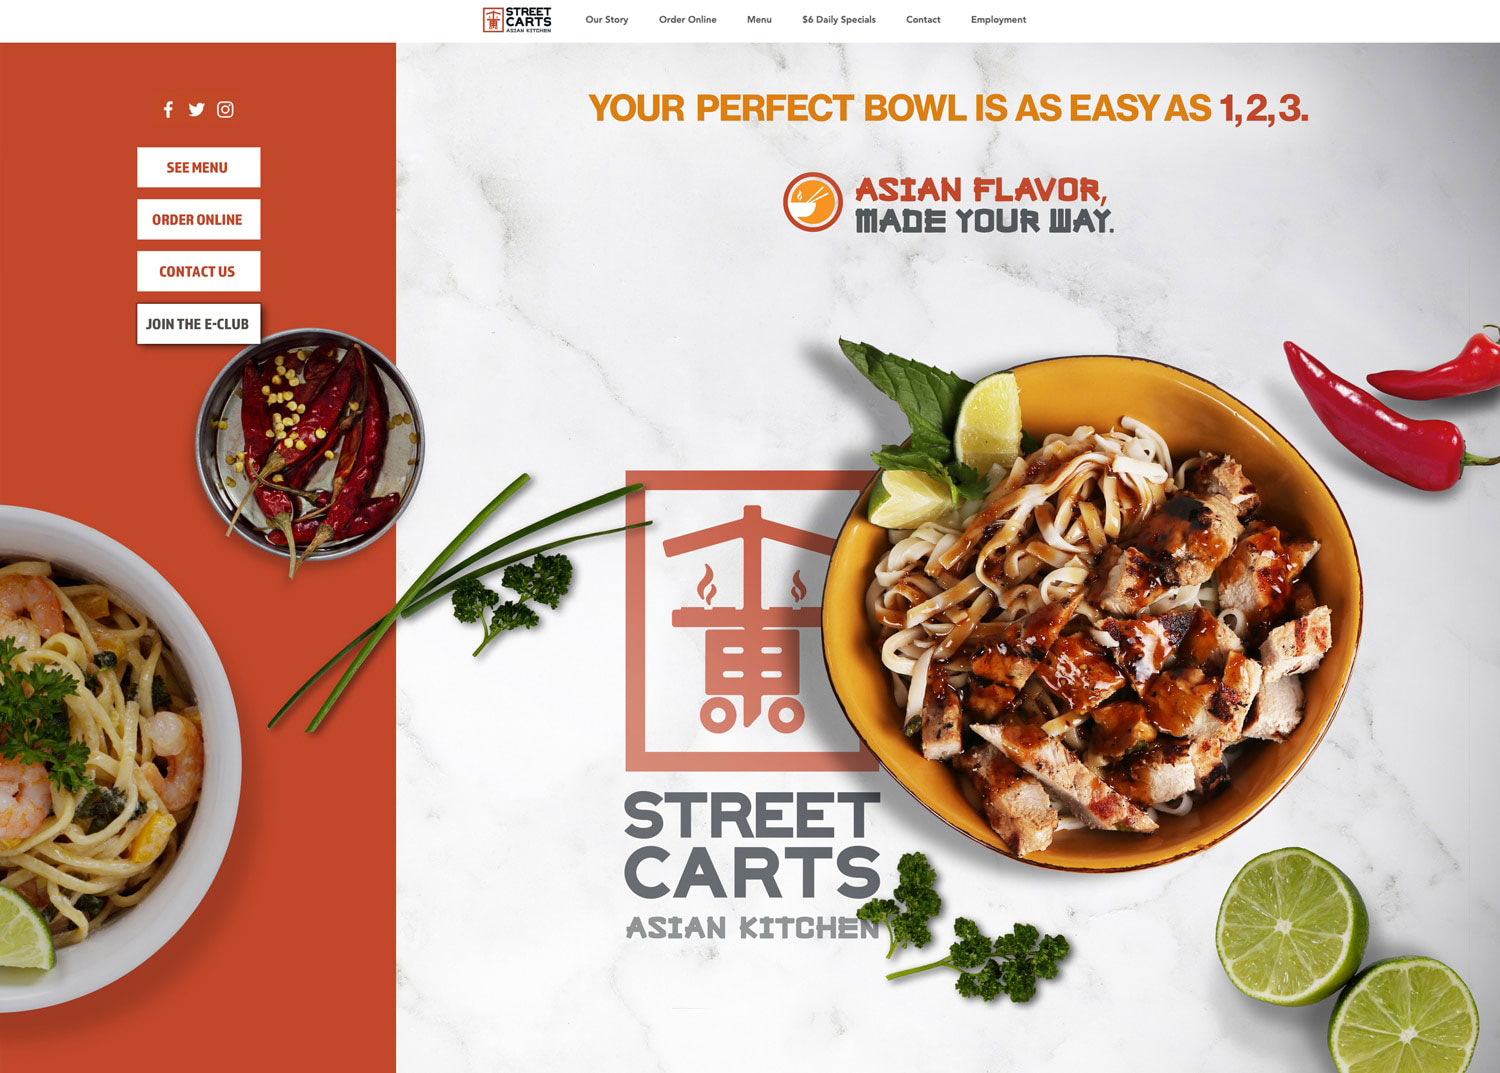 STREET
CARTS
ASIAN KITCHEN
Our Story
Order Online
Menu
$6 Daily Specials
Contact
Employment
SEE MENU
ORDER ONLINE
CONTACT US
JOIN THE E-CLUB
YOUR PERFECT BOWL IS AS EASY AS 1,2,3.
ASIAN FLAVOR,
MADE YOUR WAY.
STREET
CARTS
ASIAN KITCHEN